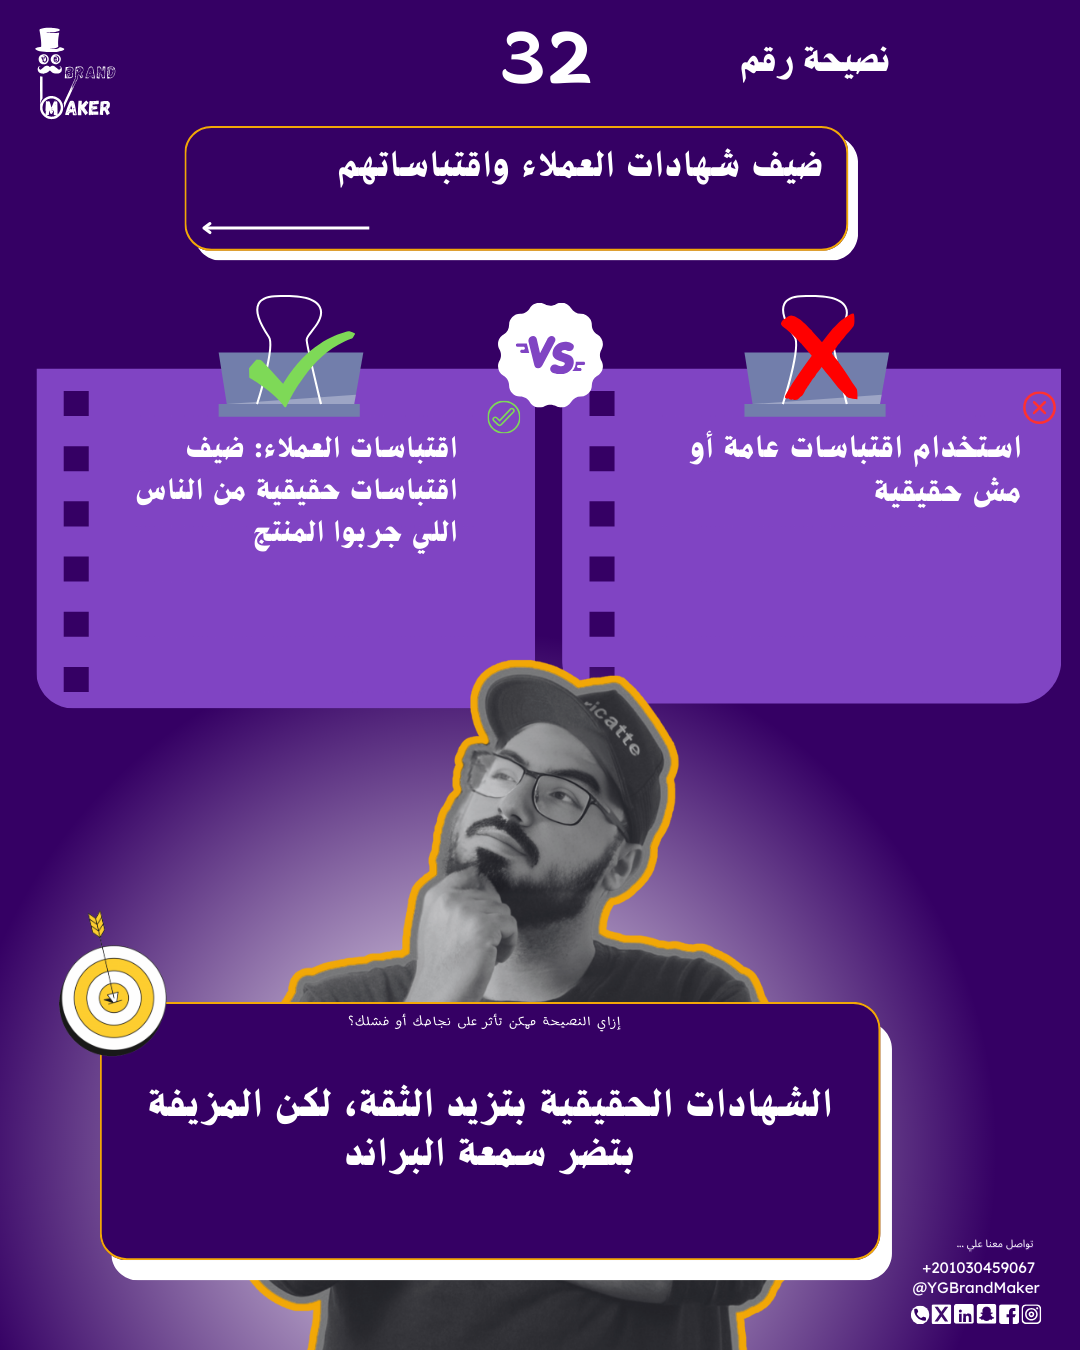 نصيحة رقم 32
BRAND
MAKER
ضيف شهادات العملاء واقتباساتهم
VS
استخدام اقتباسات عامة أو
مش حقيقية
اقتباسات العملاء: ضيف
اقتباسات حقيقية من الناس
اللي جربوا المنتج
icatte
إزاي النصيحة ممكن تأثر على نجاحك أو فشلك؟
الشهادات الحقيقية بتزيد الثقة، لكن المزيفة
بتضر سمعة البراند
تواصل معنا علي ...
+201030459067
@YGBrandMaker